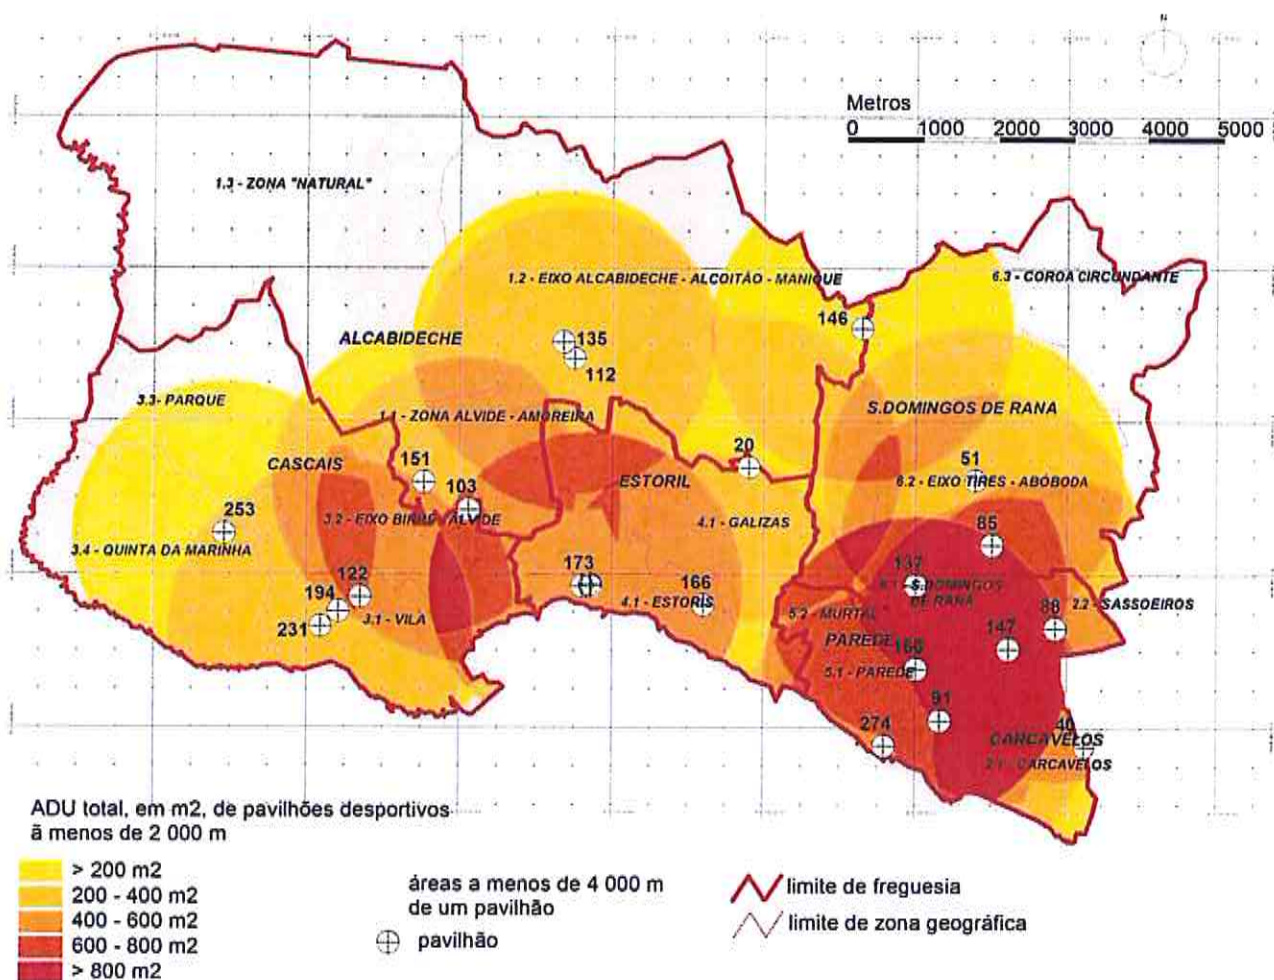 N
Metros
0 1000 2000 3000 4000 5000
1.3 - ZONA "NATURAL"
1.2 - EIXO ALCABIDECHE - ALCOITÃO - MANIQUE
6.3 - COROA CIRCUNDANTE
146
ALCABIDECHE
135
112
3.3- PARQUE
1.1 - ZONA ALVIDE - AMOREIRA
S.DOMINGOS DE RANA
CASCAIS
151
103
ESTORIL
20
51
6.2 - EIXO TIRES - ABÓBODA
253
3.2 - EIXO BIRRE - ALVIDE
4.1 - GALIZAS
85
3.4 - QUINTA DA MARINHA
122
194
231
3.1 - VILA
173
166
4.1 - ESTORIS
137
S.DOMINGOS
DE RANA
88
2.2 - SASSOEIROS
5.2 - MURTAL
PAREDE
147
5.1 - PAREDE
91
274
40
CARCAVELOS
2.1 - CARCAVELOS
ADU total, em m2, de pavilhões desportivos
ã menos de 2 000 m
> 200 m2
200 - 400 m2
400 - 600 m2
600 - 800 m2
> 800 m2
áreas a menos de 4 000 m
de um pavilhão
pavilhão
limite de freguesia
limite de zona geográfica